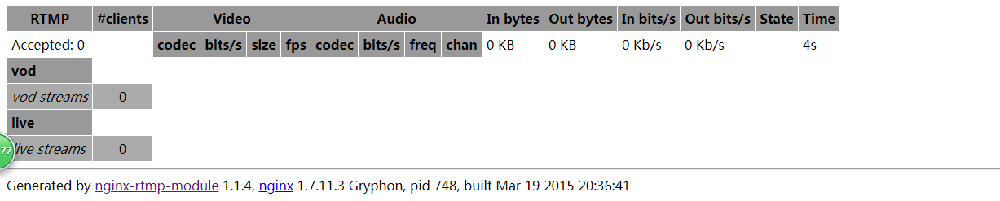 RTMP #clients Video Audio In bytes Out bytes In bits/s Out bits/s State Time
Accepted: 0 codec bits/s size fps codec bits/s freq chan 0 KB 0 KB 0 Kb/s 0 Kb/s 4s
vod
vod streams 0
live
live streams 0
77
Generated by nginx-rtmp-module 1.1.4, nginx 1.7.11.3 Gryphon, pid 748, built Mar 19 2015 20:36:41